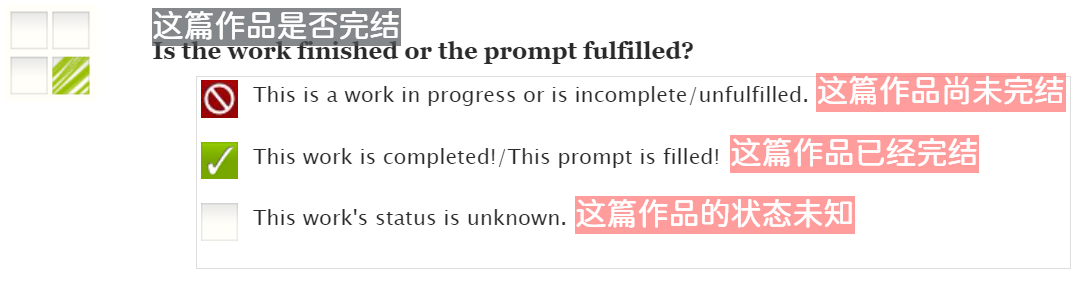 这篇作品是否完结
Is the work finished or the prompt fulfilled?
This is a work in progress or is incomplete/unfulfilled. 这篇作品尚未完结
This work is completed!/This prompt is filled! 这篇作品已经完结
This work's status is unknown. 这篇作品的状态未知